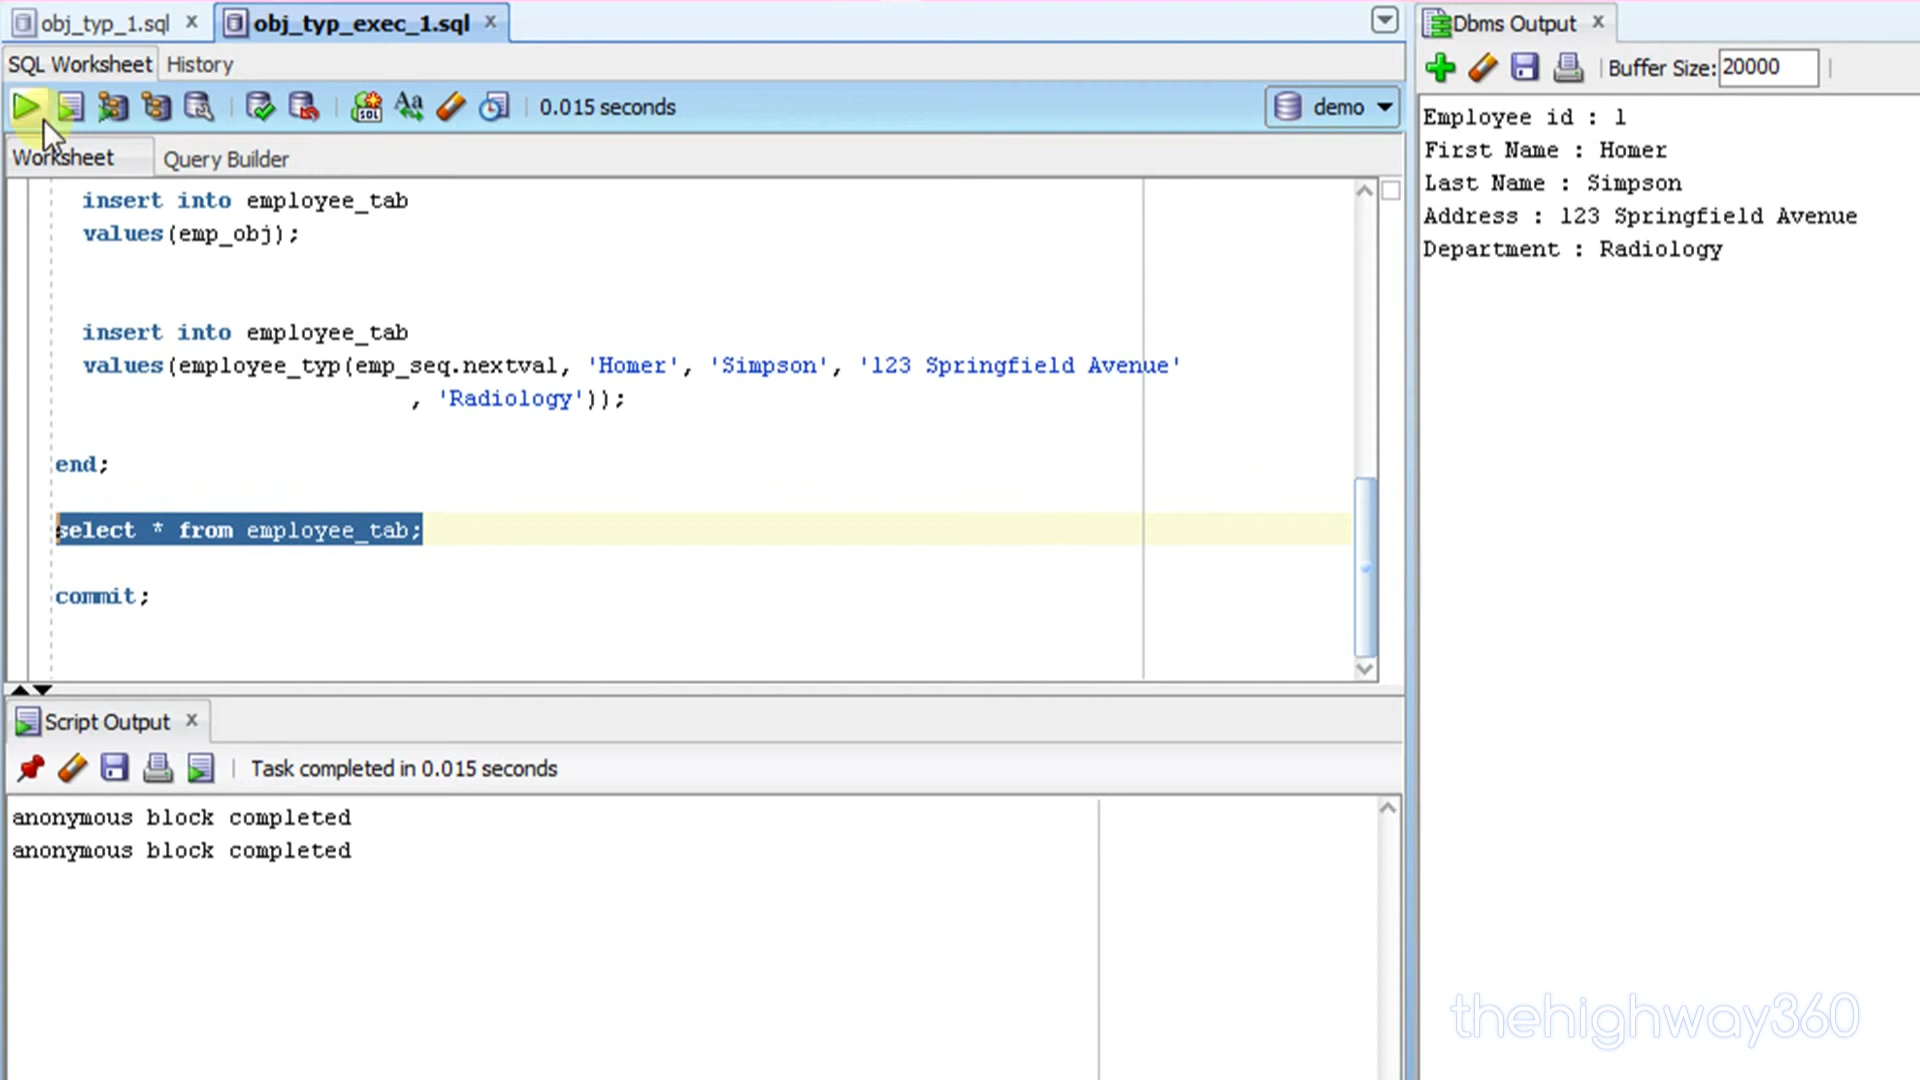 obj_typ_1.sql x obj_typ_exec_1.sql x
SQL Worksheet History
0.015 seconds
demo
Worksheet Query Builder
insert into employee_tab
values(emp_obj);
insert into employee_tab
values(employee_typ(emp_seq.nextval, 'Homer', 'Simpson', '123 Springfield Avenue'
, 'Radiology'));
end;
select * from employee_tab;
commit;
Script Output x
Task completed in 0.015 seconds
anonymous block completed
anonymous block completed
Dbms Output x
Buffer Size: 20000
Employee id : 1
First Name : Homer
Last Name : Simpson
Address : 123 Springfield Avenue
Department : Radiology
thehighway360